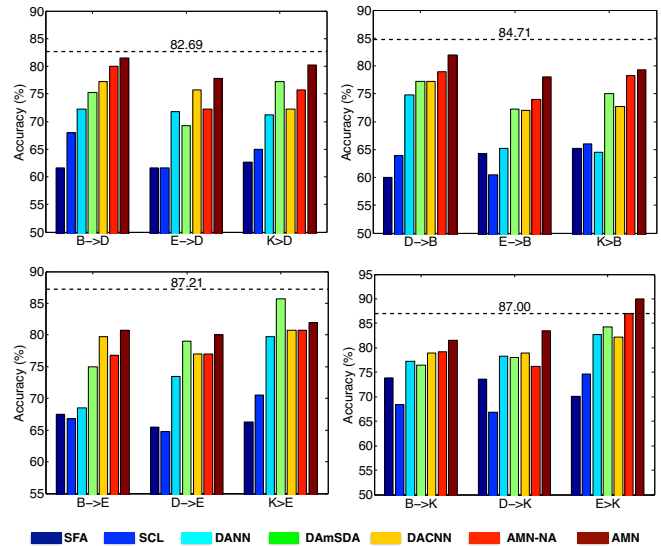 90
85
80
75
70
65
60
55
50
Accuracy (%)
82.69
B->D
E->D
K>D
90
85
80
75
70
65
60
55
50
Accuracy (%)
84.71
D->B
E->B
K>B
90
85
80
75
70
65
60
55
Accuracy (%)
87.21
B->E
D->E
K>E
95
90
85
80
75
70
65
60
55
50
Accuracy (%)
87.00
B->K
D->K
E>K
SFA SCL DANN DAmSDA DACNN AMN-NA AMN